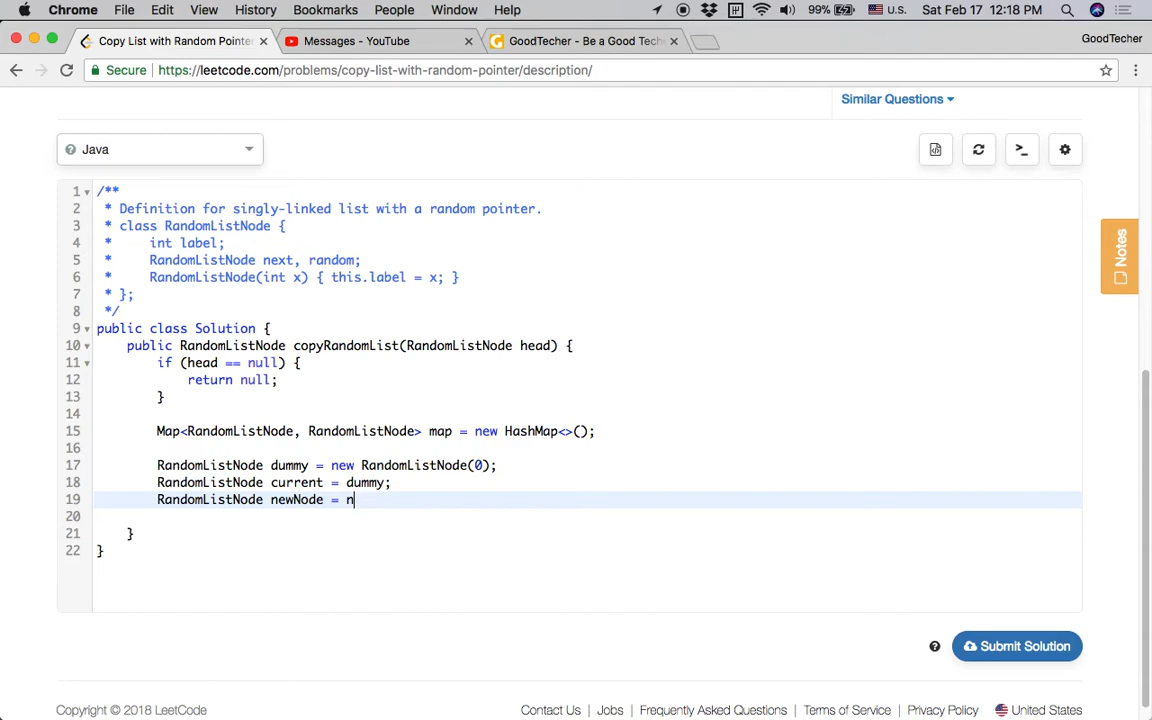 Chrome File Edit View History Bookmarks People Window Help 99% U.S. Sat Feb 17 12:18 PM
Copy List with Random Pointer Messages - YouTube GoodTecher - Be a Good Tech GoodTecher
Secure https://leetcode.com/problems/copy-list-with-random-pointer/description/
Similar Questions
Java
Notes
1 /**
2 * Definition for singly-linked list with a random pointer.
3 * class RandomListNode {
4 * int label;
5 * RandomListNode next, random;
6 * RandomListNode(int x) { this.label = x; }
7 * };
8 */
9 public class Solution {
10 public RandomListNode copyRandomList(RandomListNode head) {
11 if (head == null) {
12 return null;
13 }
14
15 Map<RandomListNode, RandomListNode> map = new HashMap<>();
16
17 RandomListNode dummy = new RandomListNode(0);
18 RandomListNode current = dummy;
19 RandomListNode newNode = n
20
21 }
22 }
Submit Solution
Copyright © 2018 LeetCode Contact Us | Jobs | Frequently Asked Questions | Terms of Service | Privacy Policy United States